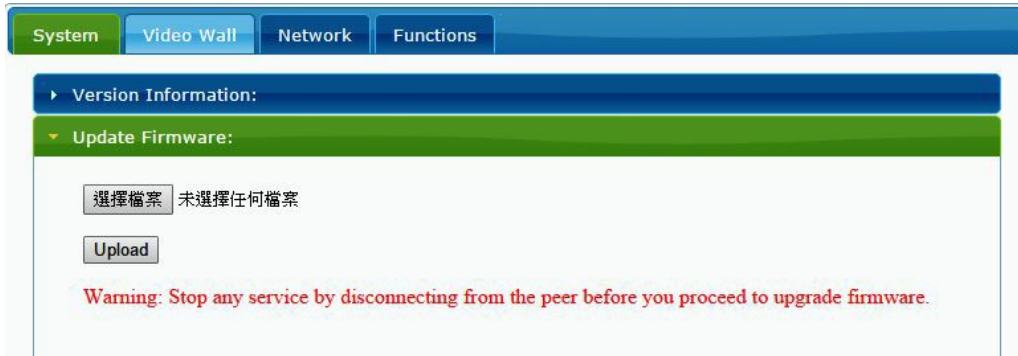 System Video Wall Network Functions
Version Information:
Update Firmware:
選擇檔案 未選擇任何檔案
Upload
Warning: Stop any service by disconnecting from the peer before you proceed to upgrade firmware.